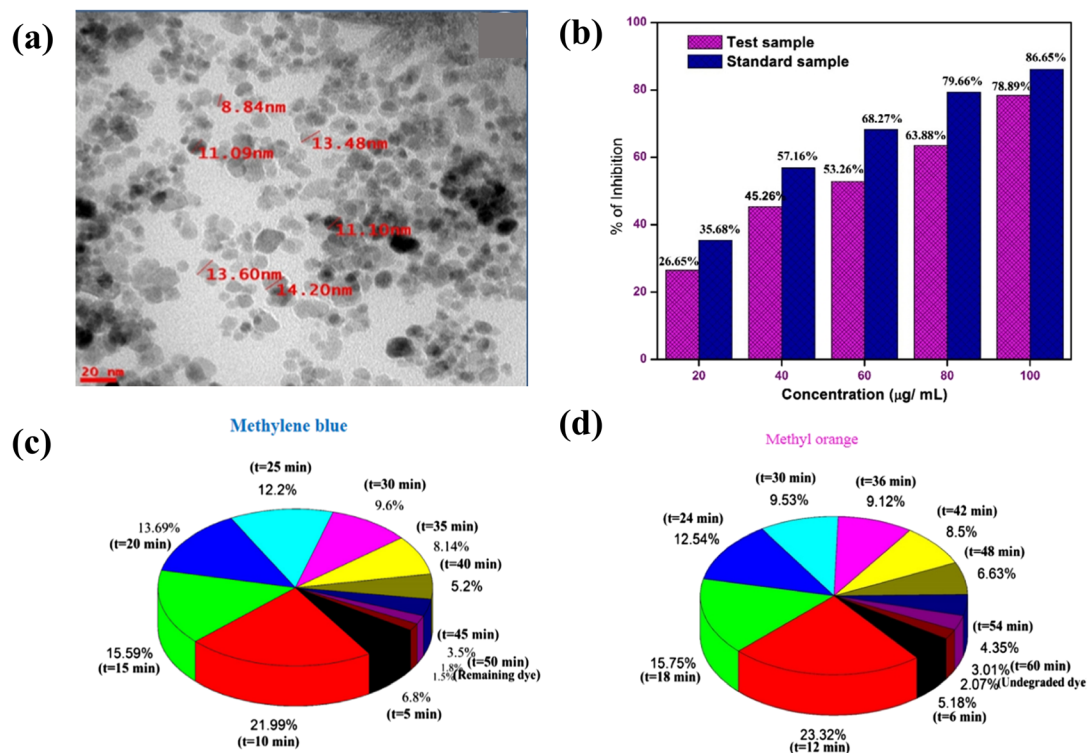 (a)
8.84nm
13.48nm
11.09nm
11.10nm
13.60nm
14.20nm
20 nm
(b)
% of Inhibition
100
80
60
40
20
0
Test sample
Standard sample
26.65%
35.68%
45.26%
57.16%
53.26%
68.27%
63.88%
79.66%
78.89%
86.65%
20
40
60
80
100
Concentration (μg/ mL)
(c)
Methylene blue
(t=25 min)
12.2%
(t=30 min)
9.6%
(t=35 min)
8.14%
(t=40 min)
5.2%
(t=45 min)
3.5%
(t=50 min)
1.8%
1.5%
(Remaining dye)
6.8%
(t=5 min)
21.99%
(t=10 min)
15.59%
(t=15 min)
13.69%
(t=20 min)
(d)
Methyl orange
(t=30 min)
9.53%
(t=36 min)
9.12%
(t=42 min)
8.5%
(t=48 min)
6.63%
(t=54 min)
4.35%
3.01%
(t=60 min)
2.07%
(Undegraded dye
5.18%
(t=6 min)
23.32%
(t=12 min)
15.75%
(t=18 min)
(t=24 min)
12.54%